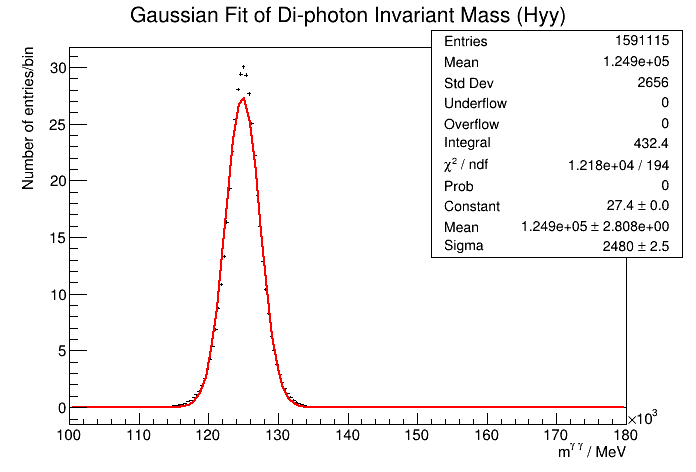 Gaussian Fit of Di-photon Invariant Mass (Hyy)
Entries 1591115
Mean 1.249e+05
Std Dev 2656
Underflow 0
Overflow 0
Integral 432.4
χ² / ndf 1.218e+04 / 194
Prob 0
Constant 27.4 ± 0.0
Mean 1.249e+05 ± 2.808e+00
Sigma 2480 ± 2.5
Number of entries/bin
30
25
20
15
10
5
0
100 110 120 130 140 150 160 170 180
×10³
m^γγ / MeV